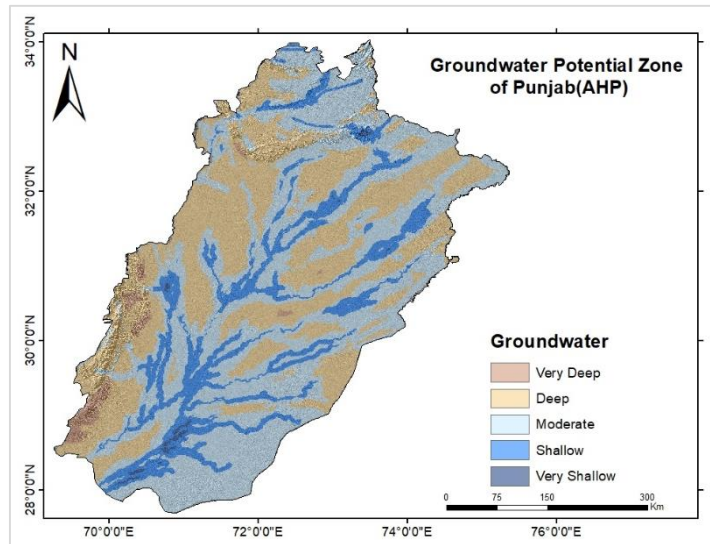 Groundwater Potential Zone
of Punjab(AHP)
N
34°0'0"N
32°0'0"N
30°0'0"N
28°0'0"N
Groundwater
Very Deep
Deep
Moderate
Shallow
Very Shallow
0 75 150 300
Km
70°0'0"E 72°0'0"E 74°0'0"E 76°0'0"E